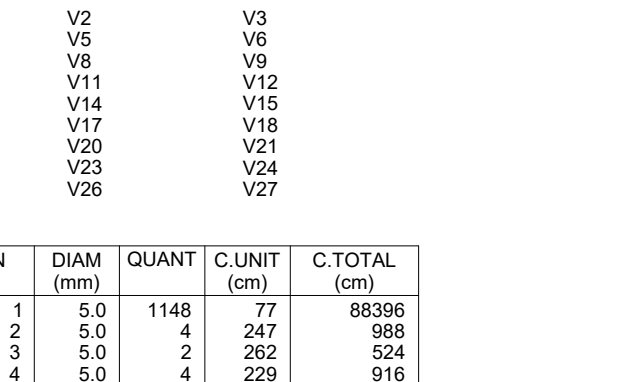 V2 V3
V5 V6
V8 V9
V11 V12
V14 V15
V17 V18
V20 V21
V23 V24
V26 V27
DIAM QUANT C.UNIT C.TOTAL
(mm) (cm) (cm)
1 5.0 1148 77 88396
2 5.0 4 247 988
3 5.0 2 262 524
4 5.0 4 229 916